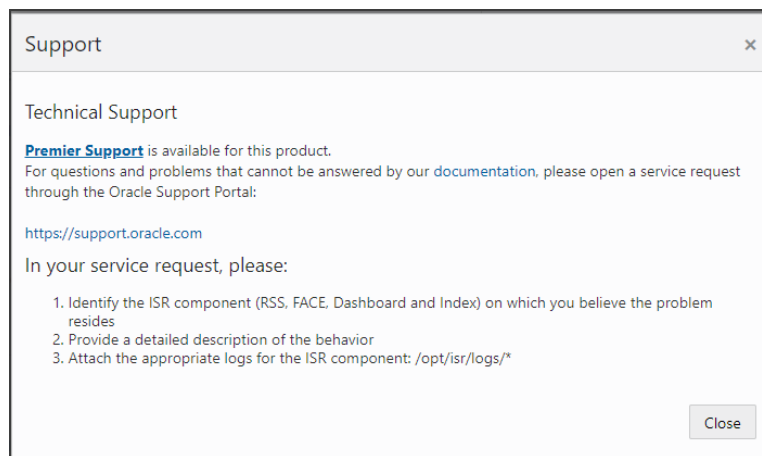 Support
×
Technical Support
Premier Support is available for this product.
For questions and problems that cannot be answered by our documentation, please open a service request
through the Oracle Support Portal:
https://support.oracle.com
In your service request, please:
1. Identify the ISR component (RSS, FACE, Dashboard and Index) on which you believe the problem
resides
2. Provide a detailed description of the behavior
3. Attach the appropriate logs for the ISR component: /opt/isr/logs/*
Close